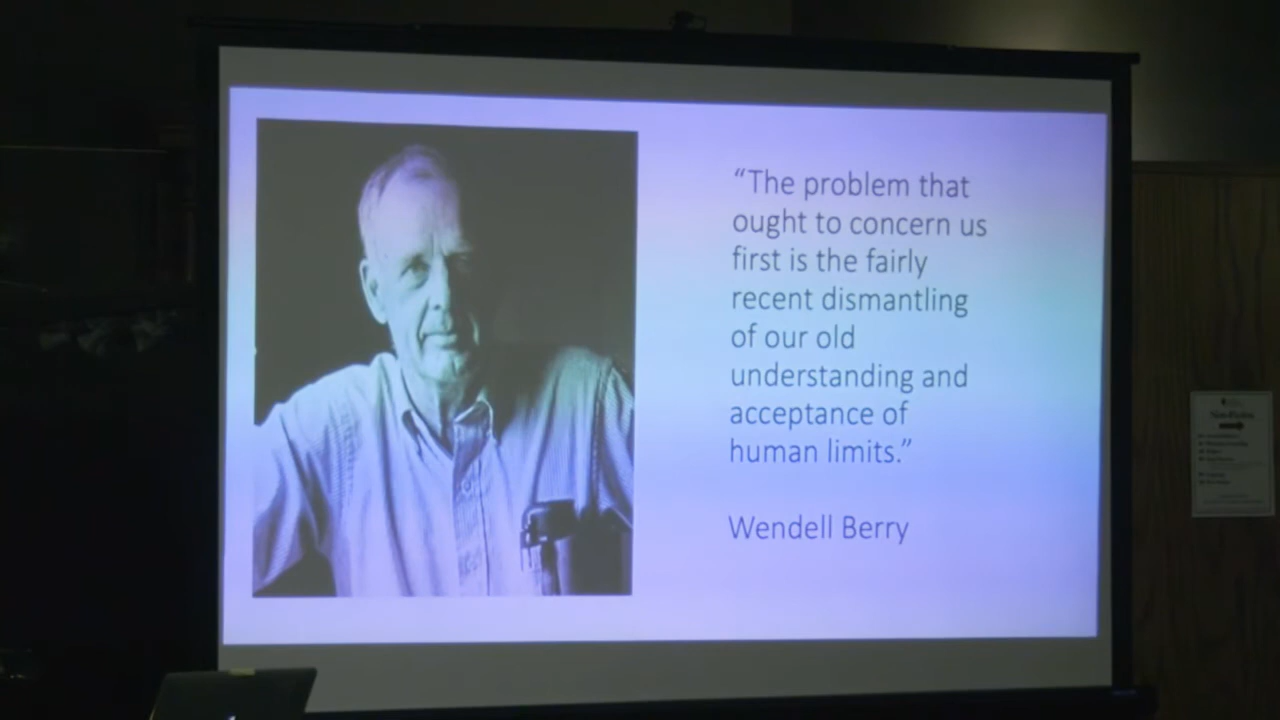 “The problem that
ought to concern us
first is the fairly
recent dismantling
of our old
understanding and
acceptance of
human limits.”
Wendell Berry